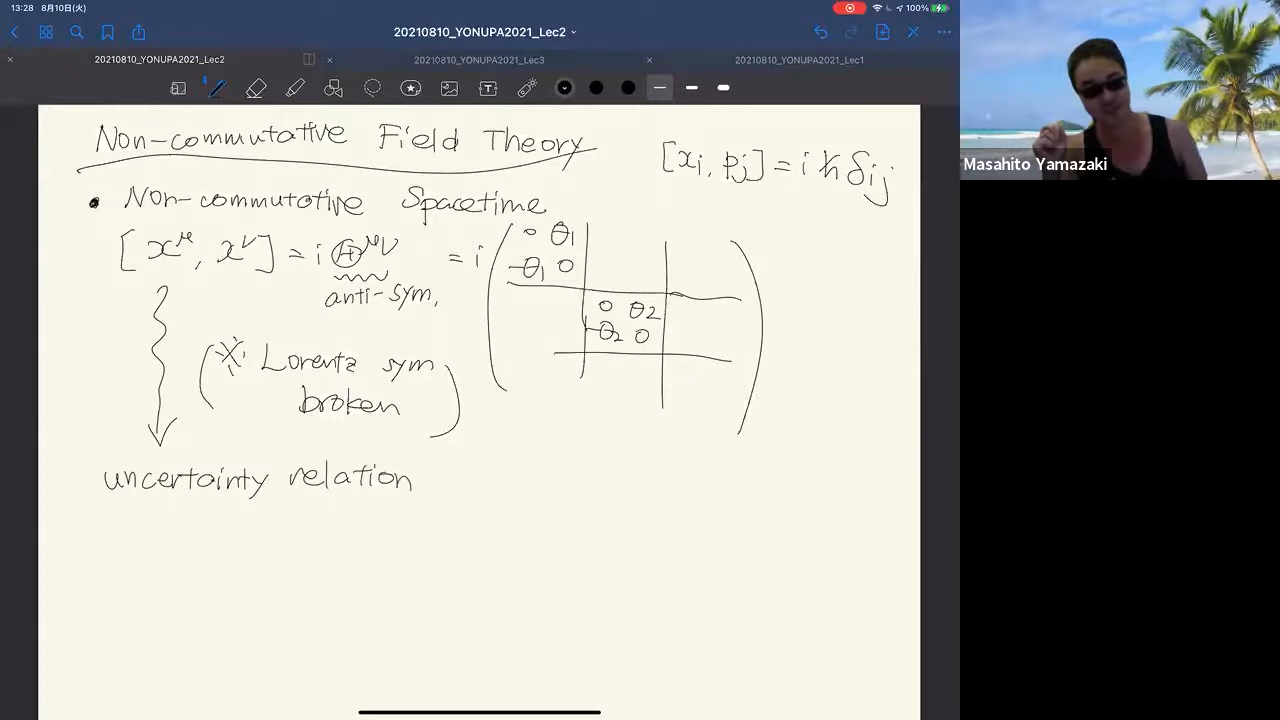 13:28 8月10日(火)
100%
20210810_YONUPA2021_Lec2
20210810_YONUPA2021_Lec2
20210810_YONUPA2021_Lec3
20210810_YONUPA2021_Lec1
Non-commutative Field Theory
[xi, pj] = i ℏ δij
• Non-commutative Spacetime
[x^μ, x^ν] = i Θ^μν = i ( 0 θ1
-θ1 0
0 θ2
-θ2 0 )
anti-sym,
( ※ Lorentz sym
broken )
uncertainty relation
Masahito Yamazaki